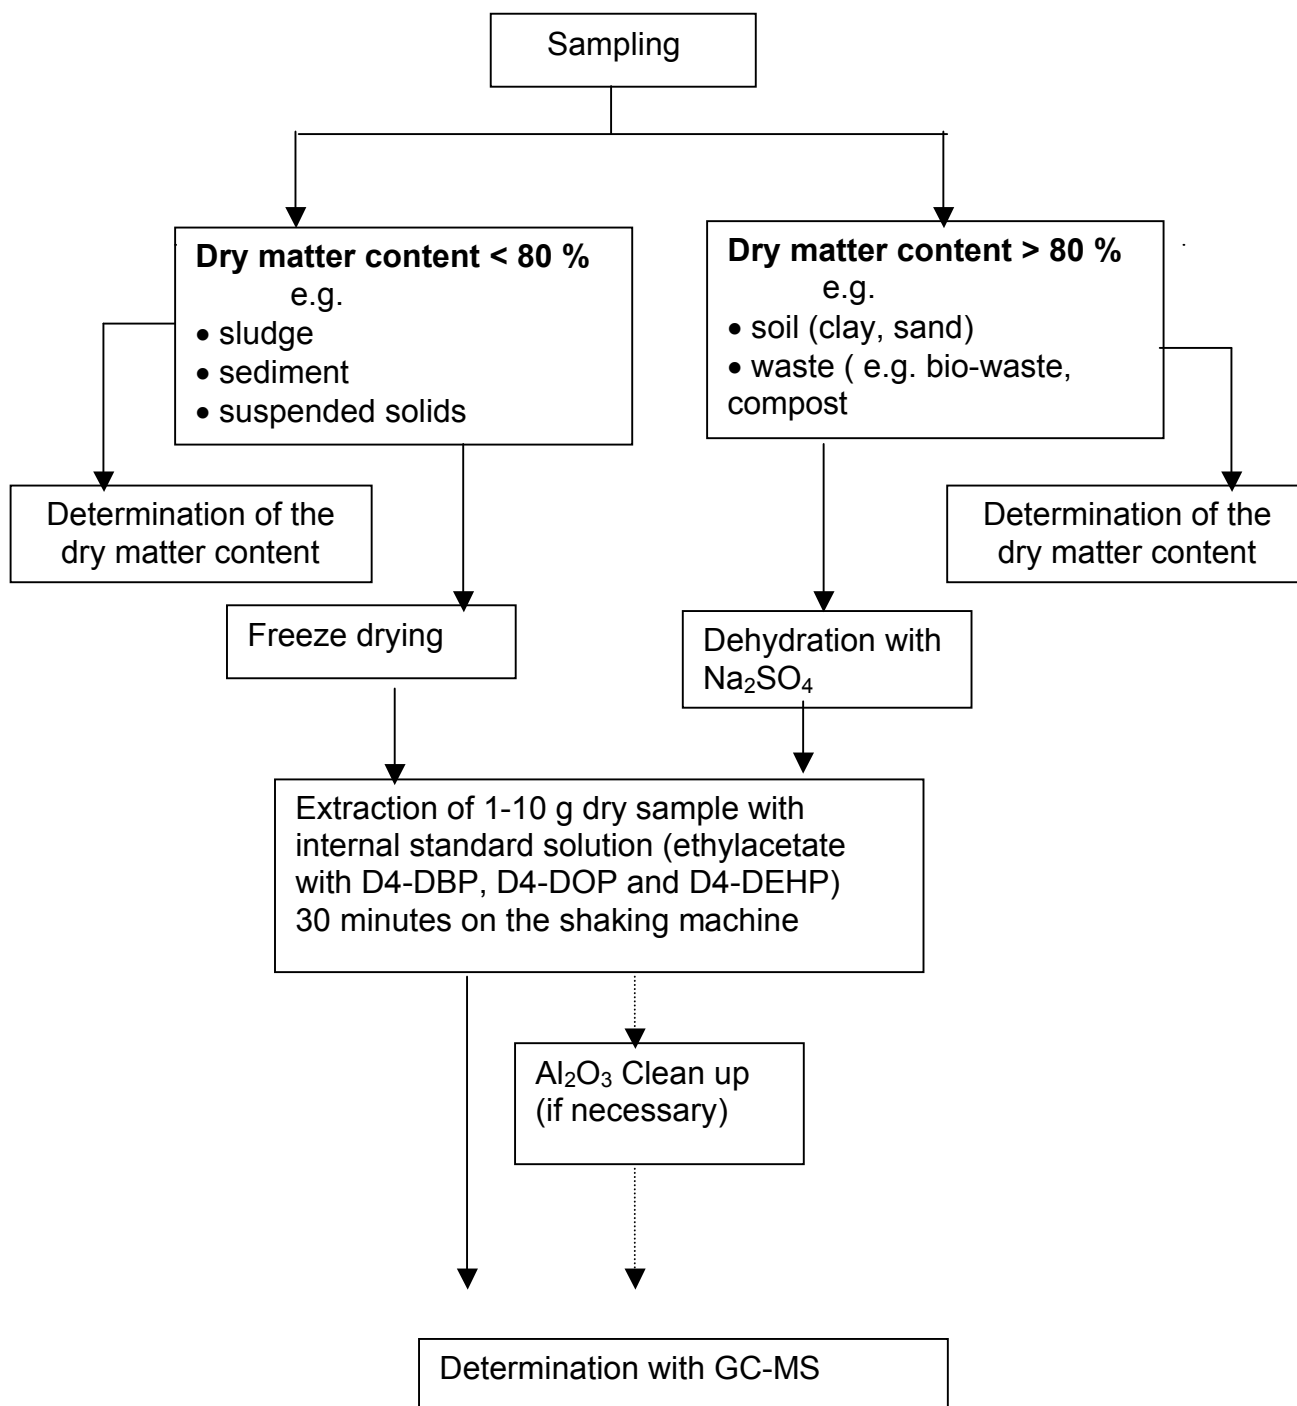 Sampling
Dry matter content < 80 %
e.g.
• sludge
• sediment
• suspended solids
Dry matter content > 80 %
e.g.
• soil (clay, sand)
• waste ( e.g. bio-waste,
compost
Determination of the
dry matter content
Determination of the
dry matter content
Freeze drying
Dehydration with
Na₂SO₄
Extraction of 1-10 g dry sample with
internal standard solution (ethylacetate
with D4-DBP, D4-DOP and D4-DEHP)
30 minutes on the shaking machine
Al₂O₃ Clean up
(if necessary)
Determination with GC-MS